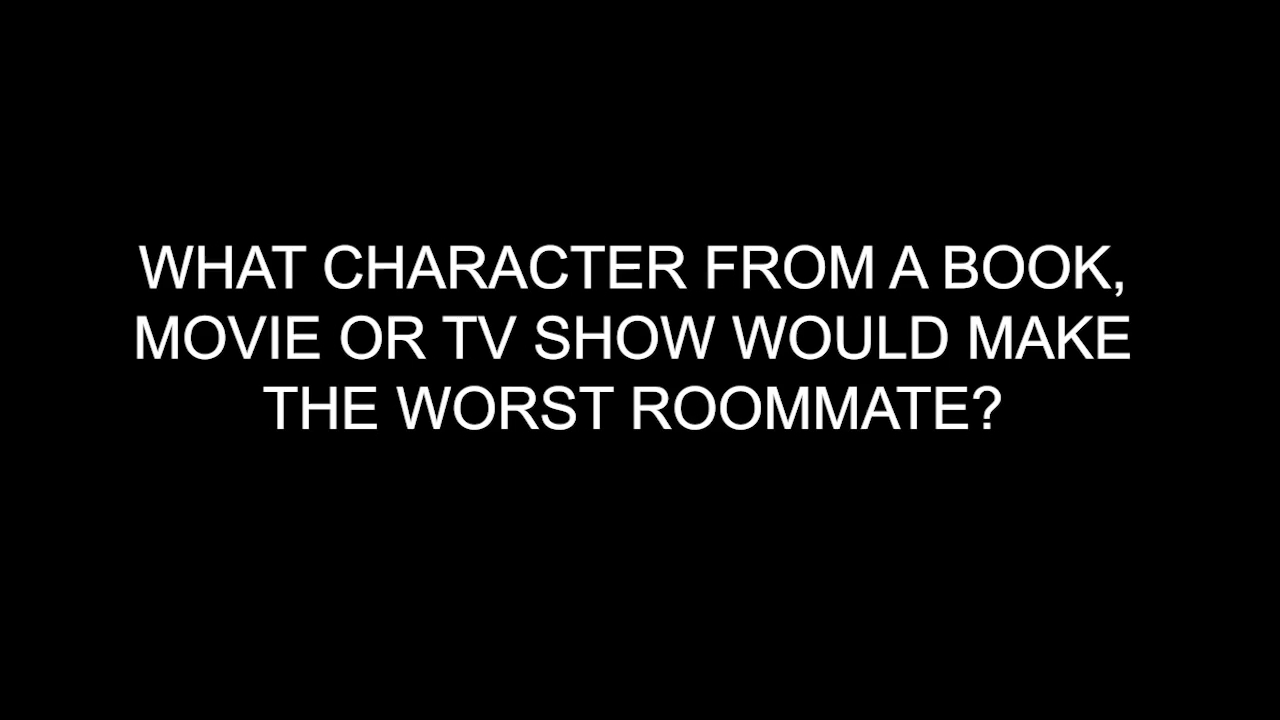 WHAT CHARACTER FROM A BOOK,
MOVIE OR TV SHOW WOULD MAKE
THE WORST ROOMMATE?